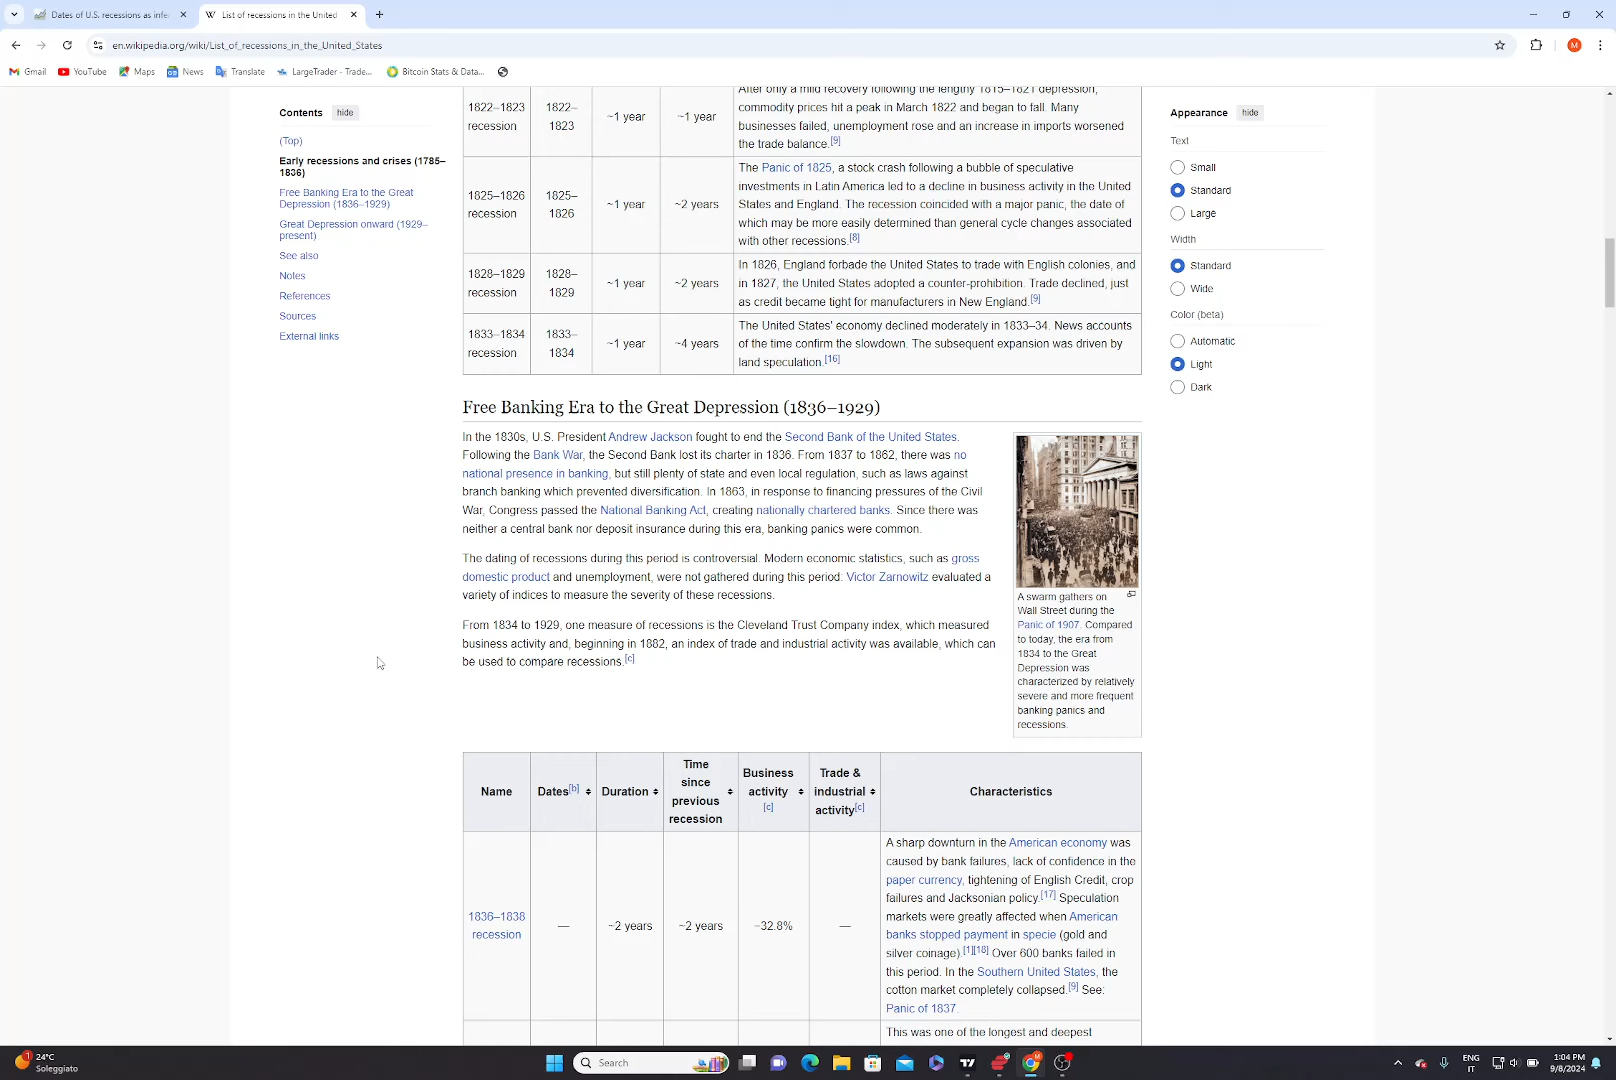 Dates of U.S. recessions as infe
List of recessions in the United
en.wikipedia.org/wiki/List_of_recessions_in_the_United_States
M
Gmail
YouTube
Maps
News
Translate
LargeTrader - Trade...
Bitcoin Stats & Data...
Contents
hide
(Top)
Early recessions and crises (1785–
1836)
Free Banking Era to the Great
Depression (1836–1929)
Great Depression onward (1929–
present)
See also
Notes
References
Sources
External links
1822–1823
recession
1822–
1823
~1 year
~1 year
After only a mild recovery following the lengthy 1815–1821 depression,
commodity prices hit a peak in March 1822 and began to fall. Many
businesses failed, unemployment rose and an increase in imports worsened
the trade balance.[9]
1825–1826
recession
1825–
1826
~1 year
~2 years
The Panic of 1825, a stock crash following a bubble of speculative
investments in Latin America led to a decline in business activity in the United
States and England. The recession coincided with a major panic, the date of
which may be more easily determined than general cycle changes associated
with other recessions.[8]
1828–1829
recession
1828–
1829
~1 year
~2 years
In 1826, England forbade the United States to trade with English colonies, and
in 1827, the United States adopted a counter-prohibition. Trade declined, just
as credit became tight for manufacturers in New England.[9]
1833–1834
recession
1833–
1834
~1 year
~4 years
The United States' economy declined moderately in 1833–34. News accounts
of the time confirm the slowdown. The subsequent expansion was driven by
land speculation.[16]
Free Banking Era to the Great Depression (1836–1929)
In the 1830s, U.S. President Andrew Jackson fought to end the Second Bank of the United States.
Following the Bank War, the Second Bank lost its charter in 1836. From 1837 to 1862, there was no
national presence in banking, but still plenty of state and even local regulation, such as laws against
branch banking which prevented diversification. In 1863, in response to financing pressures of the Civil
War, Congress passed the National Banking Act, creating nationally chartered banks. Since there was
neither a central bank nor deposit insurance during this era, banking panics were common.
The dating of recessions during this period is controversial. Modern economic statistics, such as gross
domestic product and unemployment, were not gathered during this period: Victor Zarnowitz evaluated a
variety of indices to measure the severity of these recessions.
From 1834 to 1929, one measure of recessions is the Cleveland Trust Company index, which measured
business activity and, beginning in 1882, an index of trade and industrial activity was available, which can
be used to compare recessions.[c]
A swarm gathers on
Wall Street during the
Panic of 1907. Compared
to today, the era from
1834 to the Great
Depression was
characterized by relatively
severe and more frequent
banking panics and
recessions.
Name
Dates[b]
Duration
Time
since
previous
recession
Business
activity
[c]
Trade &
industrial
activity[c]
Characteristics
1836–1838
recession
—
~2 years
~2 years
−32.8%
—
A sharp downturn in the American economy was
caused by bank failures, lack of confidence in the
paper currency, tightening of English Credit, crop
failures and Jacksonian policy.[17] Speculation
markets were greatly affected when American
banks stopped payment in specie (gold and
silver coinage).[1][18] Over 600 banks failed in
this period. In the Southern United States, the
cotton market completely collapsed.[9] See:
Panic of 1837.
This was one of the longest and deepest
Appearance
hide
Text
Small
Standard
Large
Width
Standard
Wide
Color (beta)
Automatic
Light
Dark
1
24°C
Soleggiato
Search
ENG
IT
1:04 PM
9/8/2024